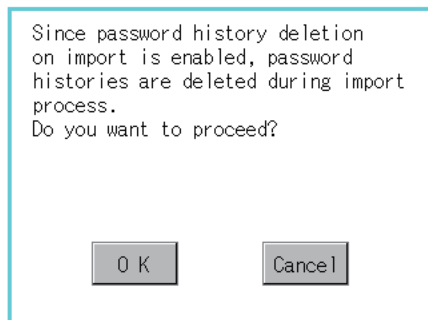 Since password history deletion
on import is enabled, password
histories are deleted during import
process.
Do you want to proceed?
O K
Cancel